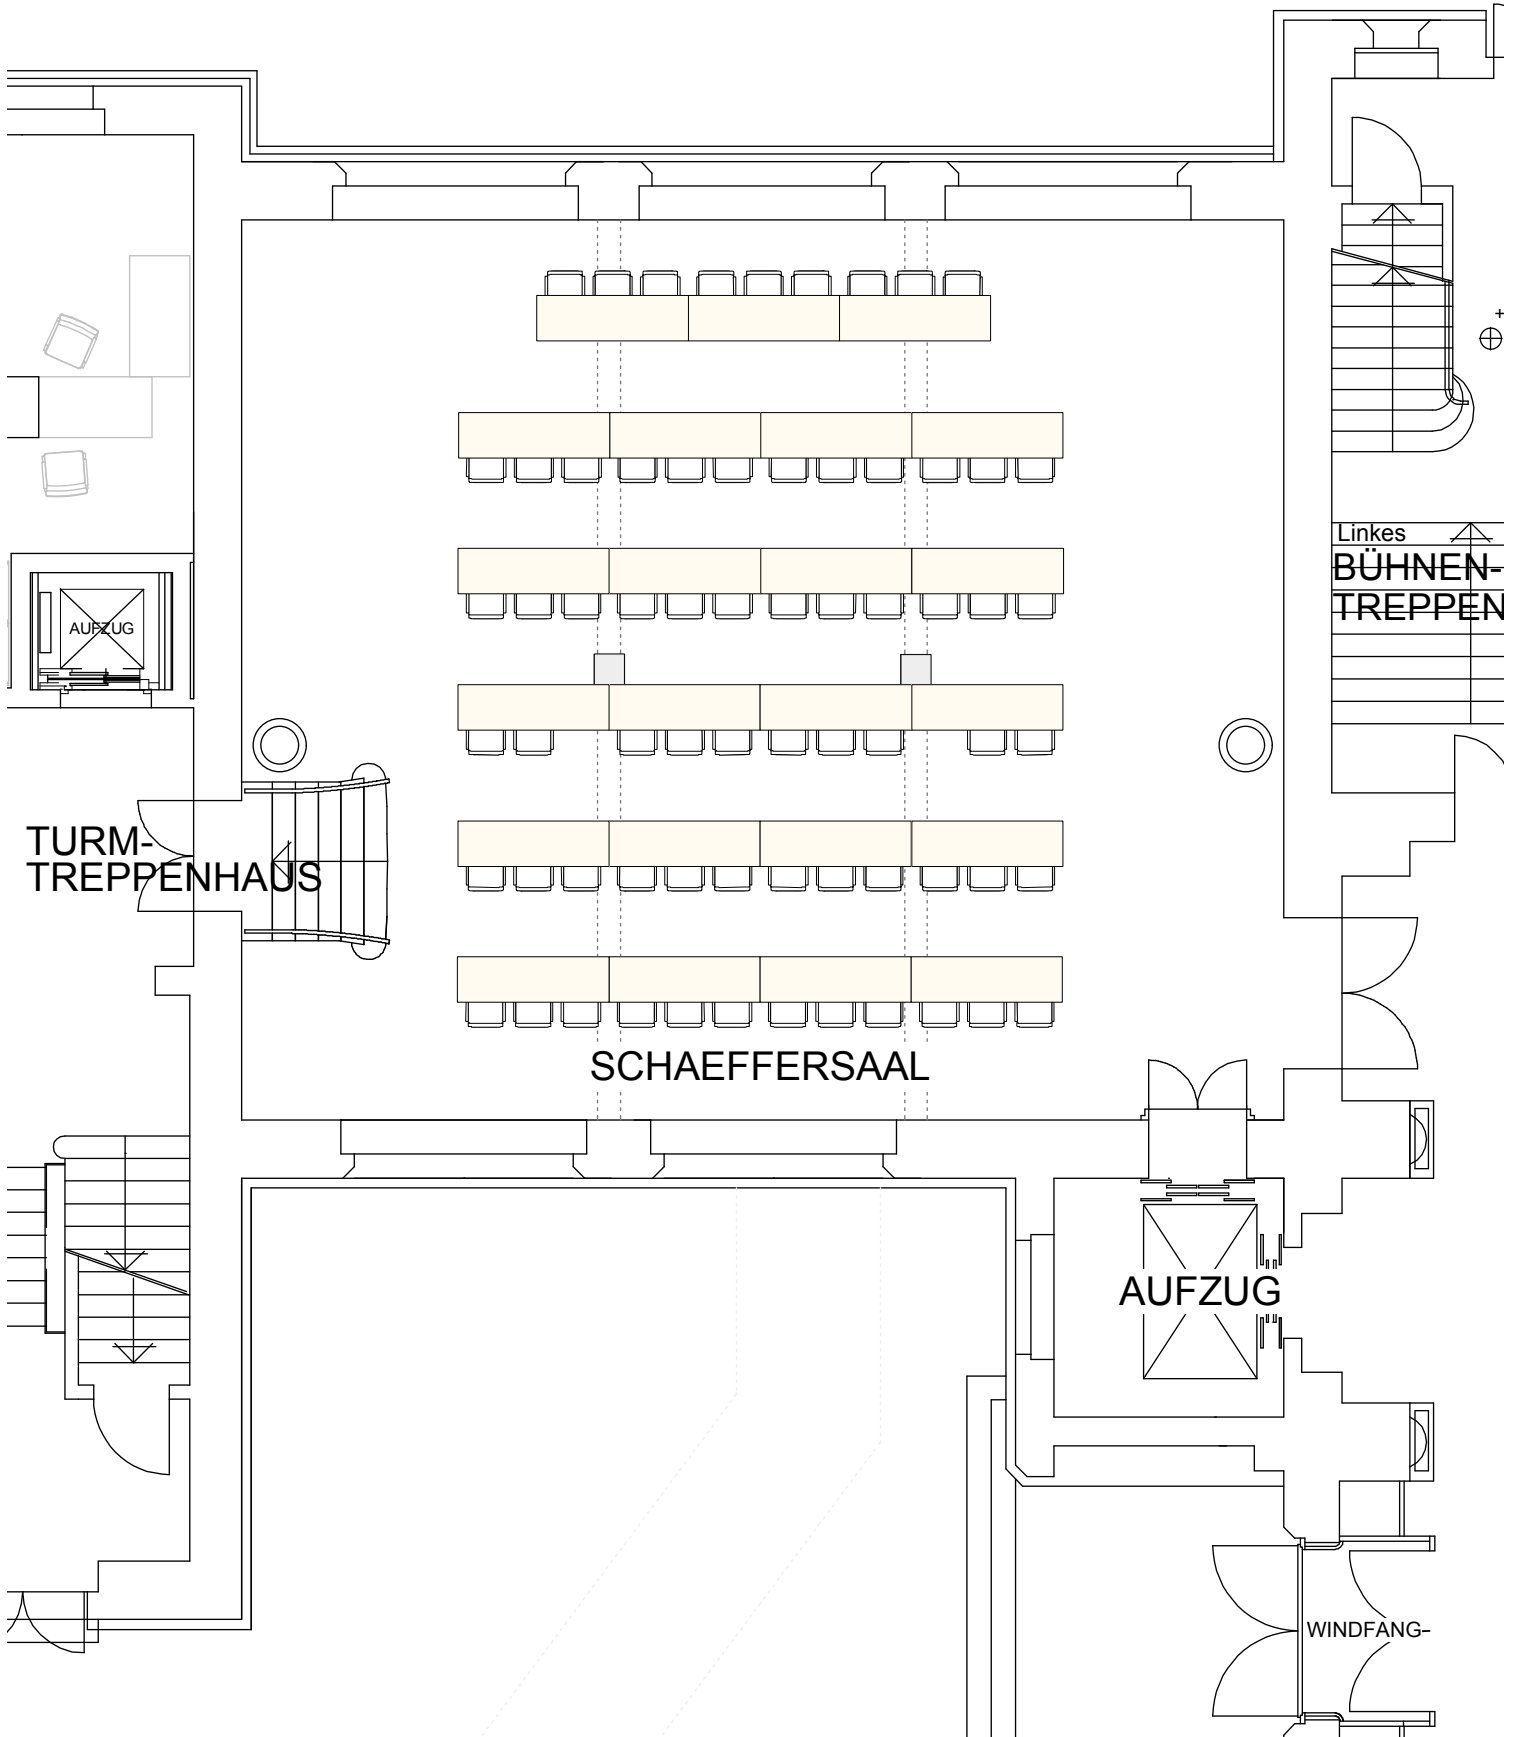 Linkes
BÜHNEN-
TREPPEN
AUFZUG
TURM-
TREPPENHAUS
SCHAEFFERSAAL
AUFZUG
WINDFANG-